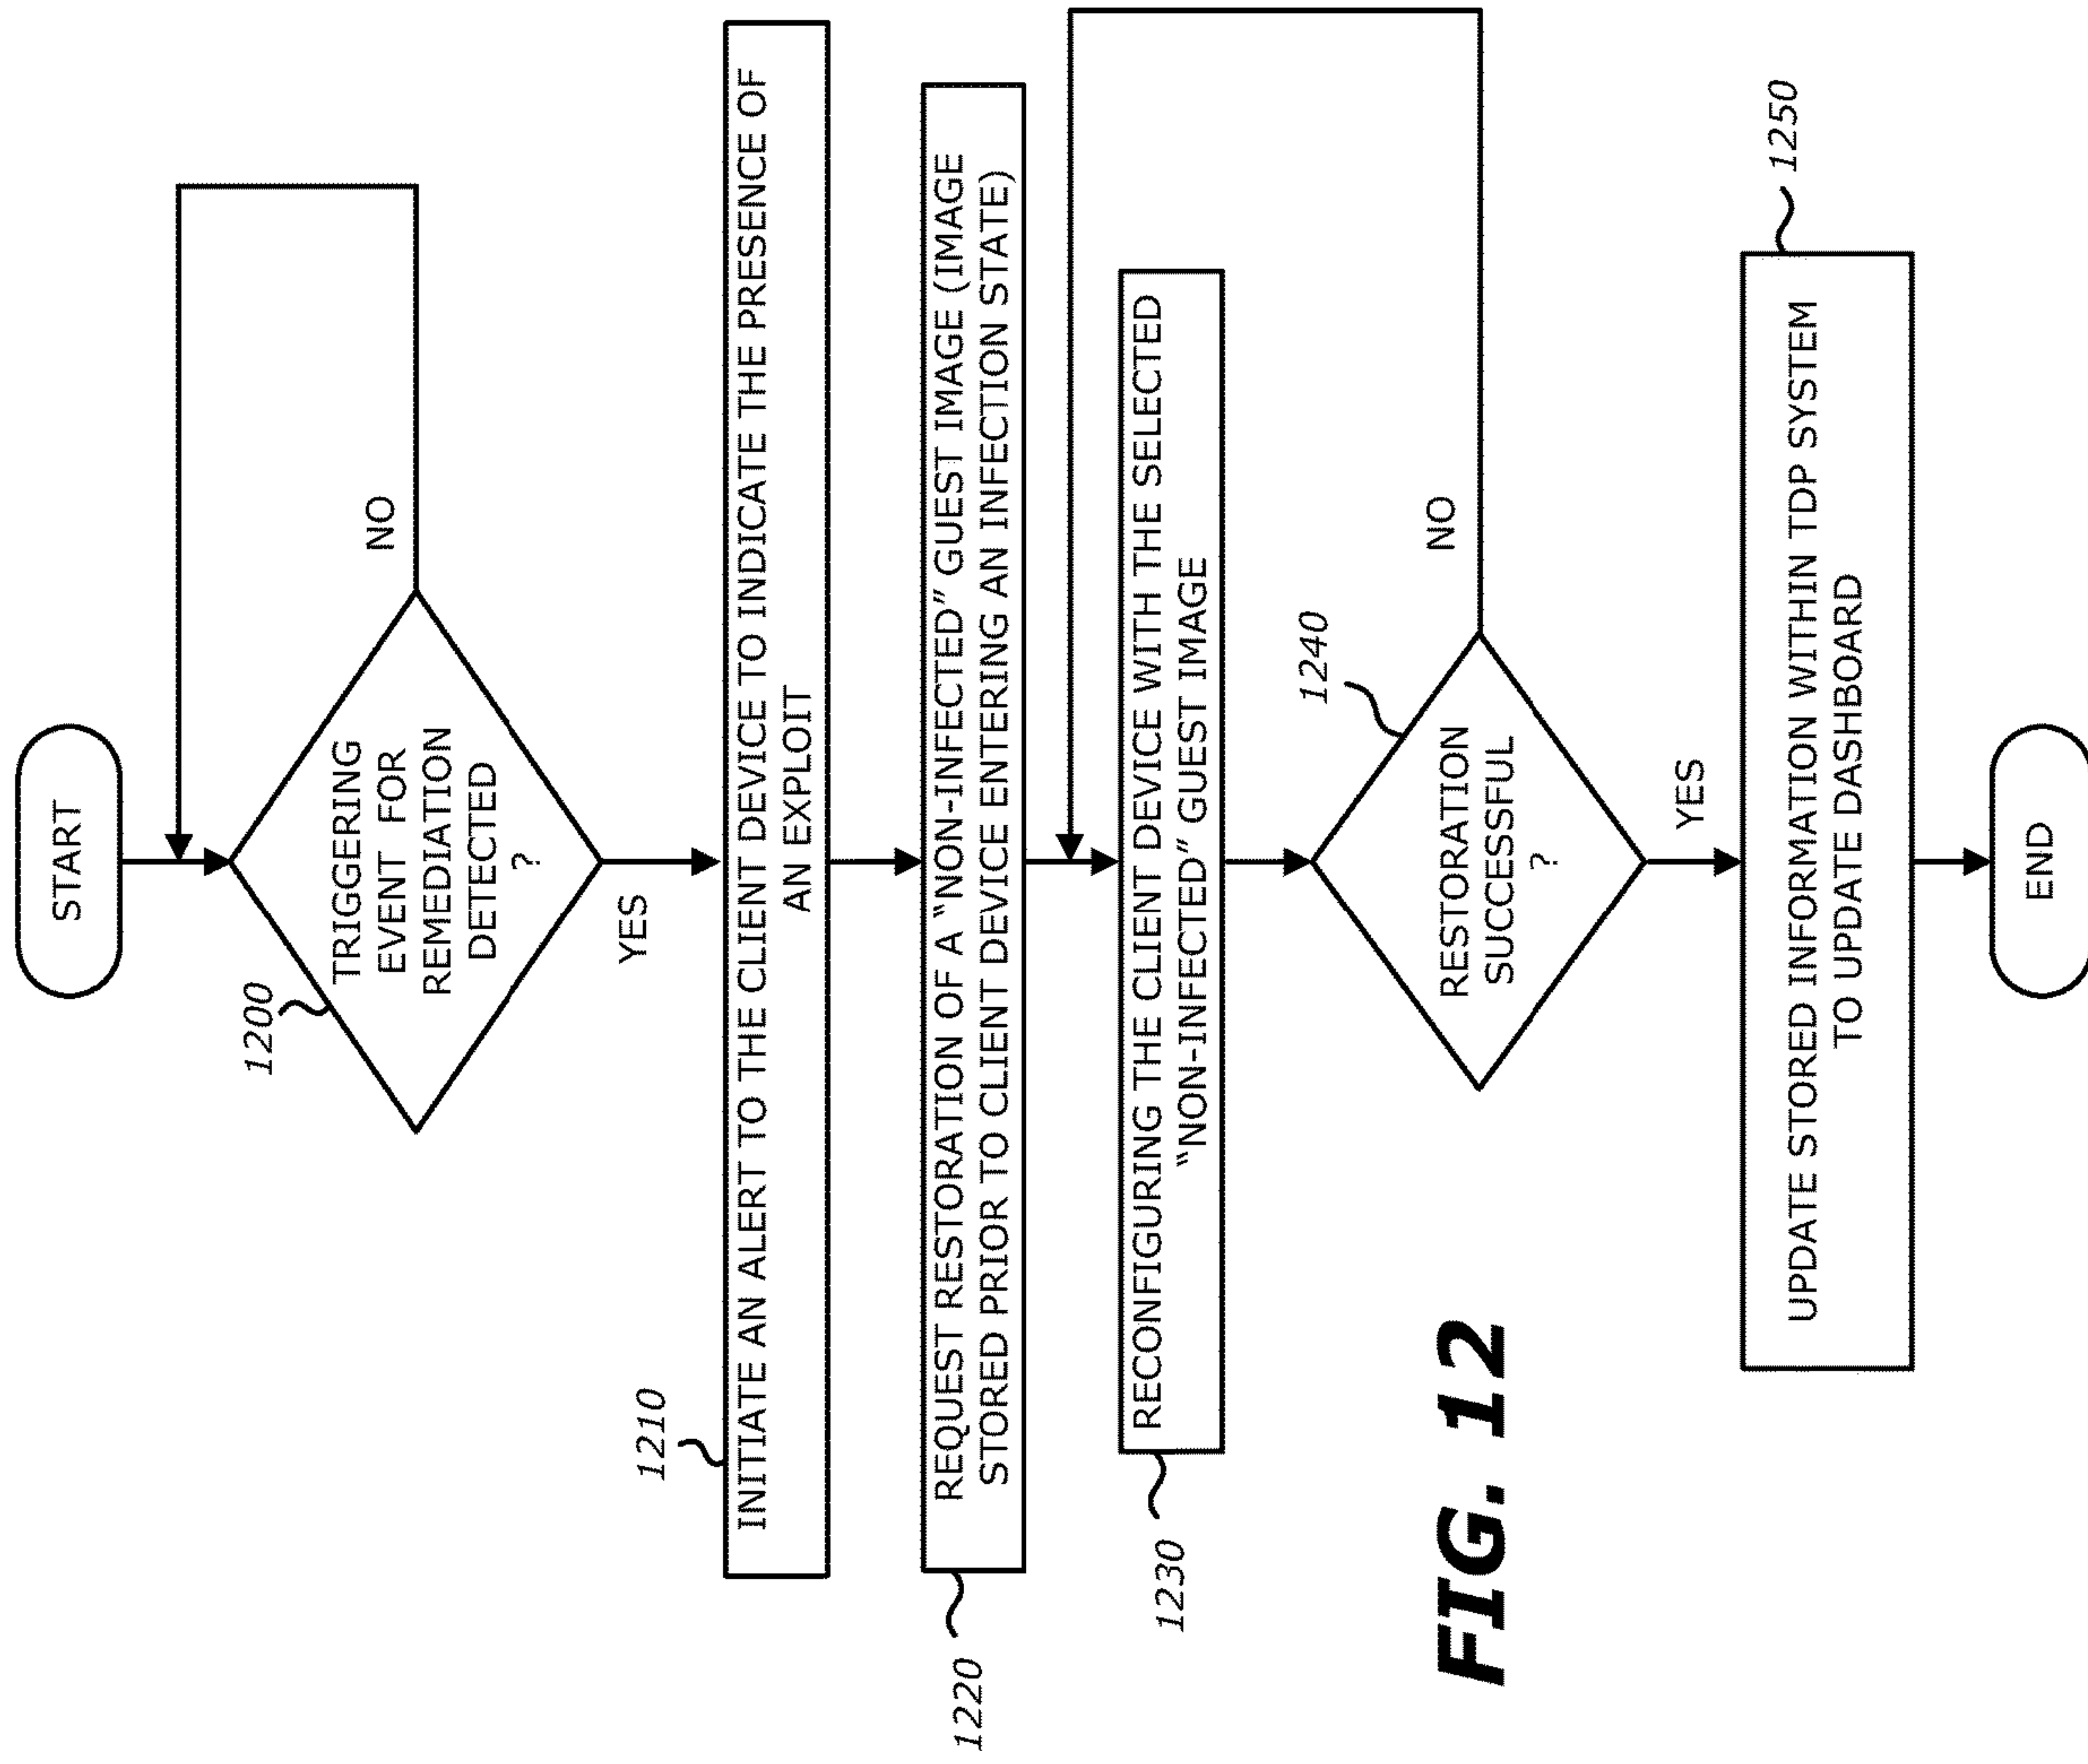 START
1200
TRIGGERING
EVENT FOR
REMEDIATION
DETECTED
?
NO
YES
1210
INITIATE AN ALERT TO THE CLIENT DEVICE TO INDICATE THE PRESENCE OF
AN EXPLOIT
1220
REQUEST RESTORATION OF A “NON-INFECTED” GUEST IMAGE (IMAGE
STORED PRIOR TO CLIENT DEVICE ENTERING AN INFECTION STATE)
1230
RECONFIGURING THE CLIENT DEVICE WITH THE SELECTED
“NON-INFECTED” GUEST IMAGE
1240
RESTORATION
SUCCESSFUL
?
NO
YES
1250
UPDATE STORED INFORMATION WITHIN TDP SYSTEM
TO UPDATE DASHBOARD
END
FIG. 12